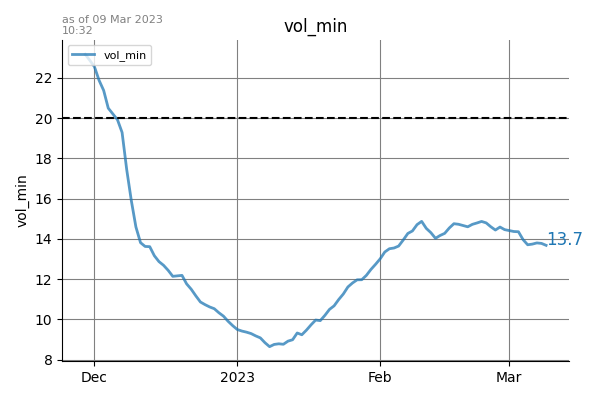 as of 09 Mar 2023
10:32
vol_min
vol_min
22
20
18
16
14
12
10
8
vol_min
13.7
Dec
2023
Feb
Mar